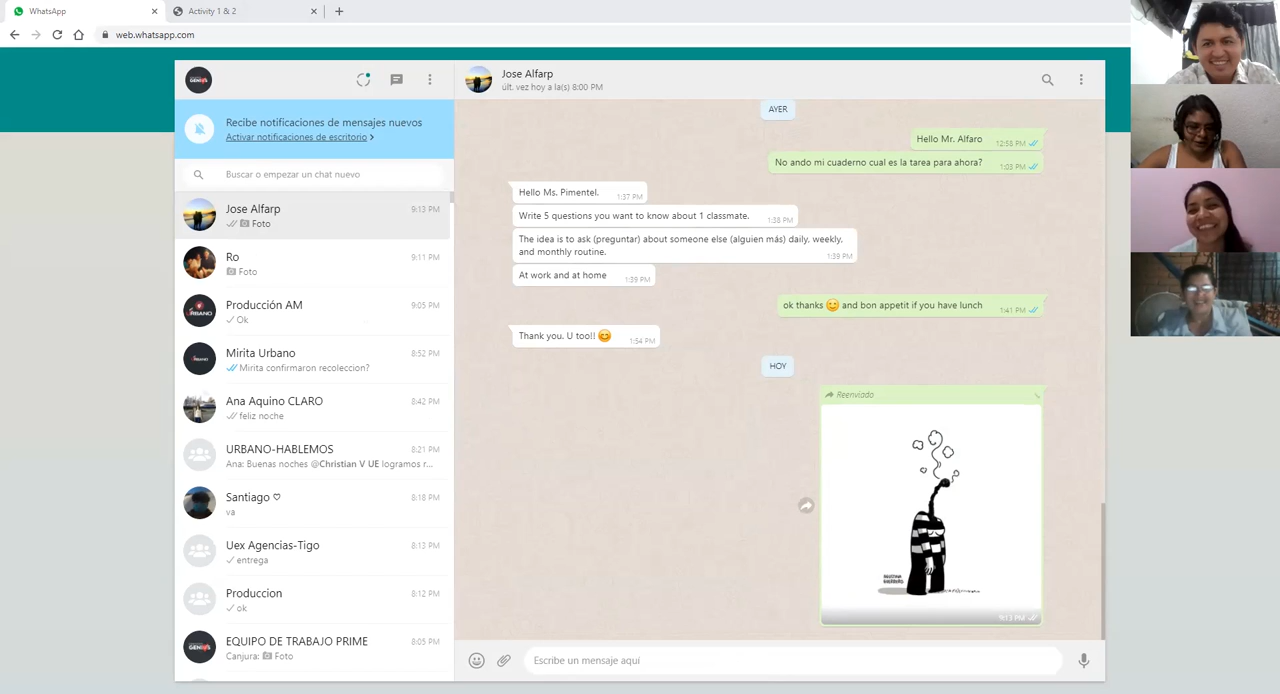 WhatsApp
Activity 1 & 2
web.whatsapp.com
Recibe notificaciones de mensajes nuevos
Activar notificaciones de escritorio >
Buscar o empezar un chat nuevo
Jose Alfarp 9:13 PM
Foto
Ro 9:11 PM
Foto
Producción AM 9:05 PM
Ok
Mirita Urbano 8:52 PM
Mirita confirmaron recoleccion?
Ana Aquino CLARO 8:42 PM
feliz noche
URBANO-HABLEMOS 8:21 PM
Ana: Buenas noches @Christian V UE logramos r...
Santiago ♡ 8:18 PM
va
Uex Agencias-Tigo 8:13 PM
entrega
Produccion 8:12 PM
ok
EQUIPO DE TRABAJO PRIME 8:05 PM
Canjura: Foto
Jose Alfarp
últ. vez hoy a la(s) 8:00 PM
AYER
Hello Mr. Alfaro 12:58 PM
No ando mi cuaderno cual es la tarea para ahora? 1:03 PM
Hello Ms. Pimentel. 1:37 PM
Write 5 questions you want to know about 1 classmate. 1:38 PM
The idea is to ask (preguntar) about someone else (alguien más) daily, weekly,
and monthly routine. 1:39 PM
At work and at home 1:39 PM
ok thanks 😊 and bon appetit if you have lunch 1:41 PM
Thank you. U too!! 😊 1:54 PM
HOY
Reenviado
AGUSTINA
GUERRERO
9:13 PM
Escribe un mensaje aquí